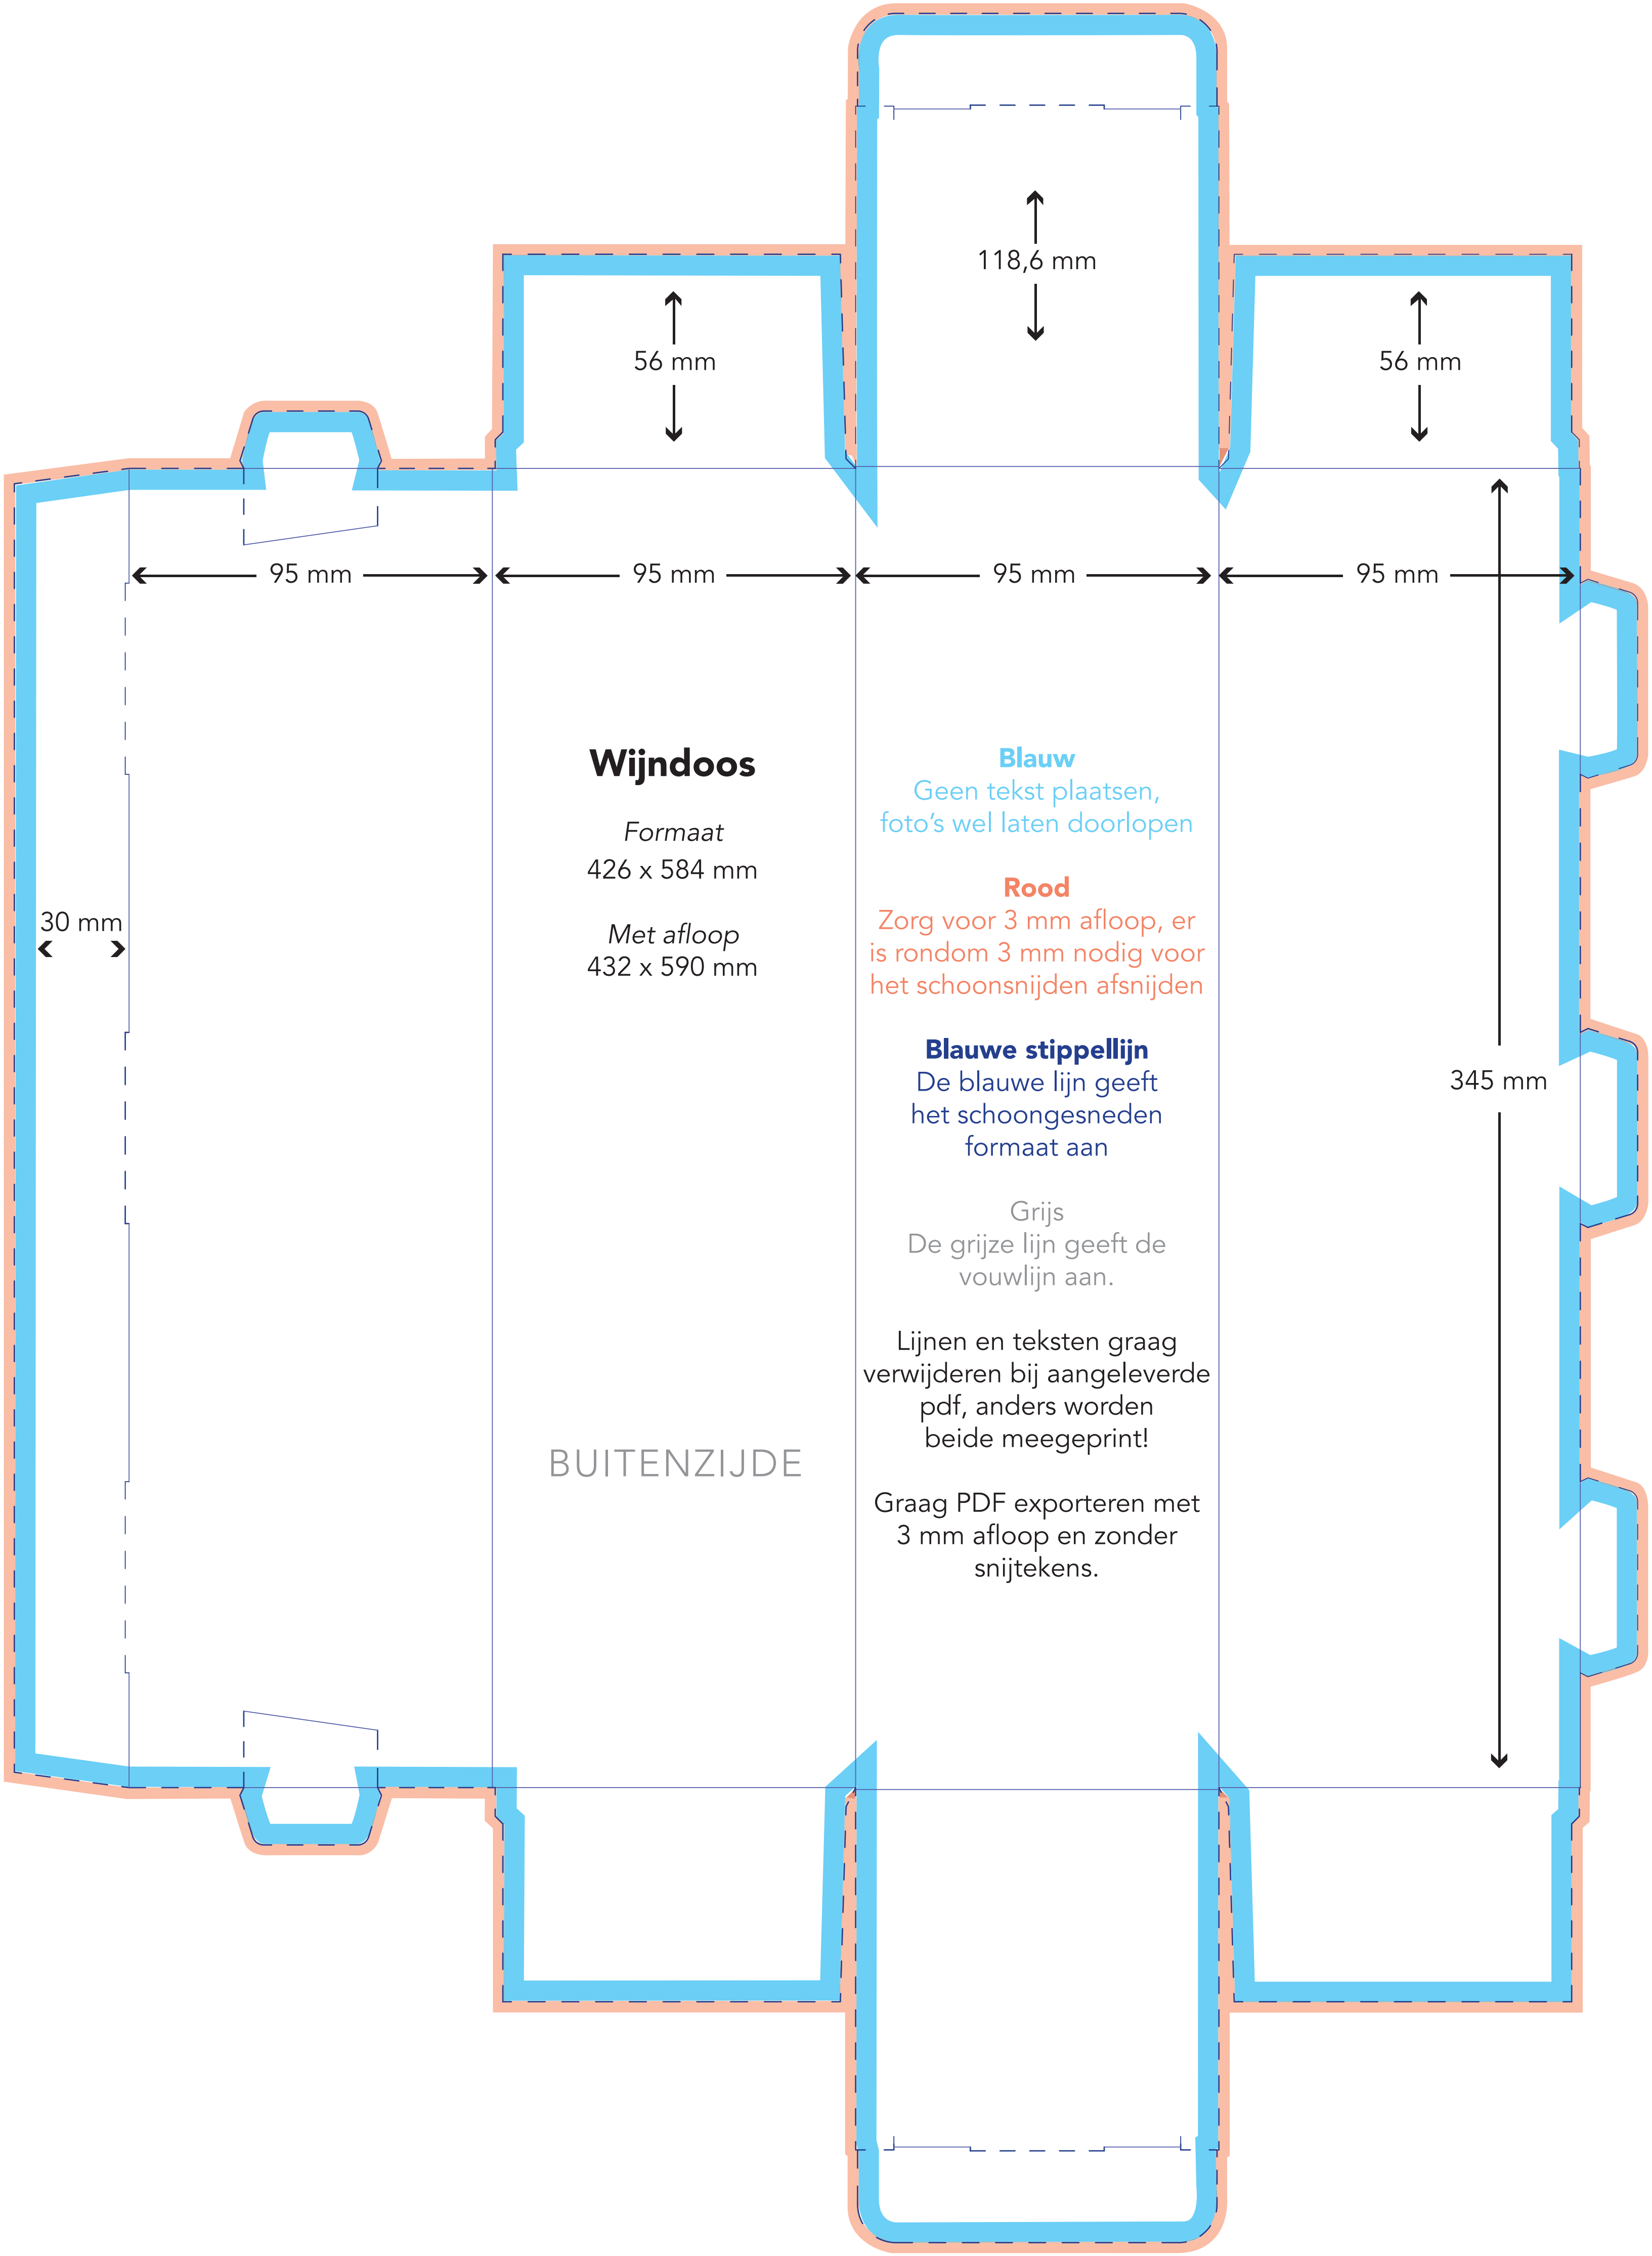 118,6 mm
56 mm
56 mm
95 mm
95 mm
95 mm
95 mm
30 mm
345 mm
Wijndoos
Formaat
426 x 584 mm
Met afloop
432 x 590 mm
BUITENZIJDE
Blauw
Geen tekst plaatsen,
foto’s wel laten doorlopen
Rood
Zorg voor 3 mm afloop, er
is rondom 3 mm nodig voor
het schoonsnijden afsnijden
Blauwe stippellijn
De blauwe lijn geeft
het schoongesneden
formaat aan
Grijs
De grijze lijn geeft de
vouwlijn aan.
Lijnen en teksten graag
verwijderen bij aangeleverde
pdf, anders worden
beide meegeprint!
Graag PDF exporteren met
3 mm afloop en zonder
snijtekens.